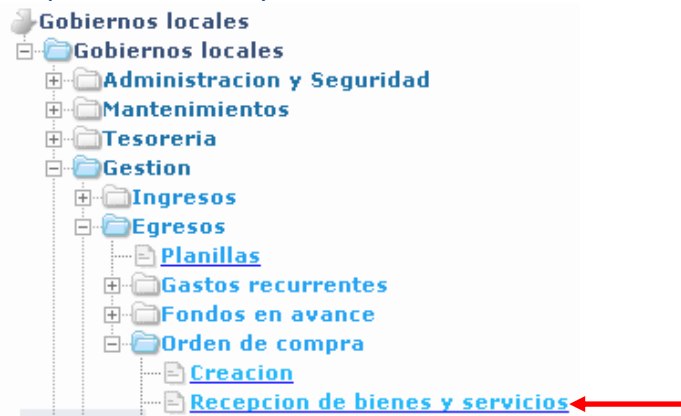 Gobiernos locales
Gobiernos locales
Administracion y Seguridad
Mantenimientos
Tesoreria
Gestion
Ingresos
Egresos
Planillas
Gastos recurrentes
Fondos en avance
Orden de compra
Creacion
Recepcion de bienes y servicios